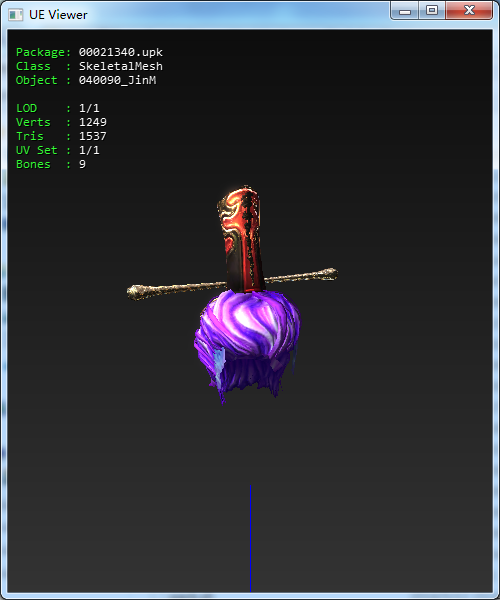 UE Viewer
Package: 00021340.upk
Class : SkeletalMesh
Object : 040090_JinM
LOD : 1/1
Verts : 1249
Tris : 1537
UV Set : 1/1
Bones : 9